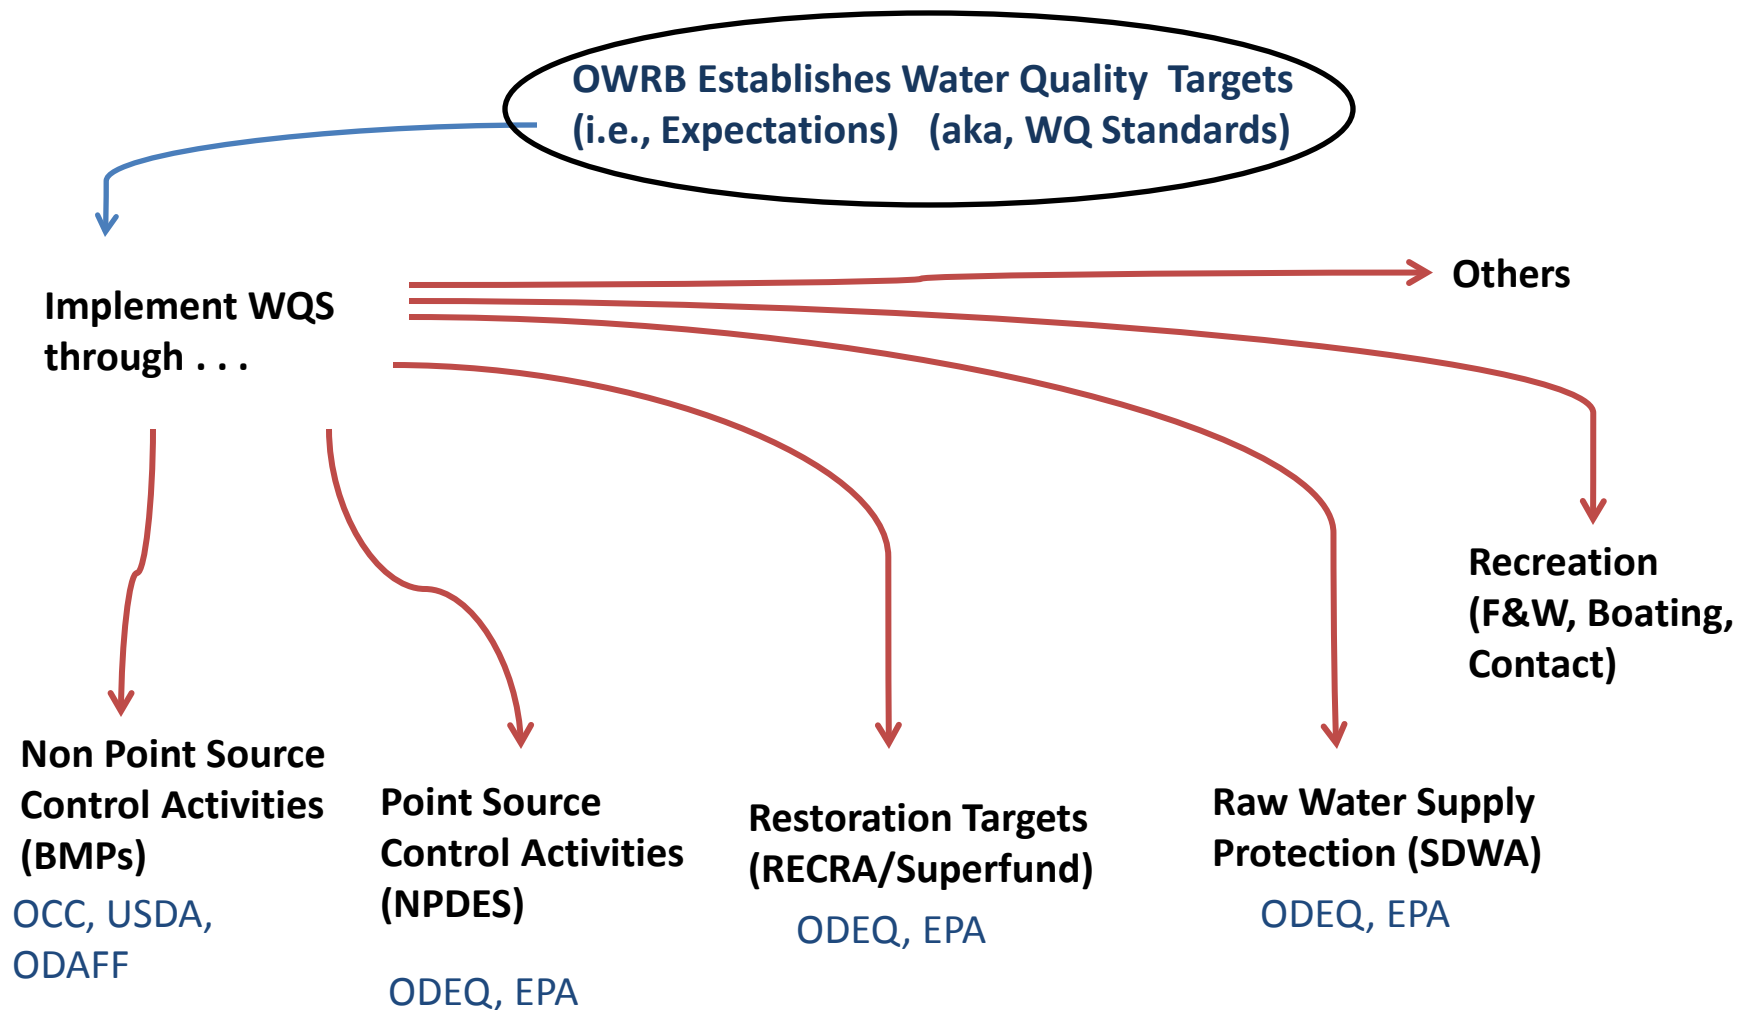 OWRB Establishes Water Quality  Targets
(i.e., Expectations)   (aka, WQ Standards)
Others
Implement WQS
through . . .
Recreation
(F&W, Boating,
Contact)
Non Point Source
Control Activities
(BMPs)
OCC, USDA,
ODAFF
Point Source
Control Activities
(NPDES)
ODEQ, EPA
Restoration Targets
(RECRA/Superfund)
ODEQ, EPA
Raw Water Supply
Protection (SDWA)
ODEQ, EPA